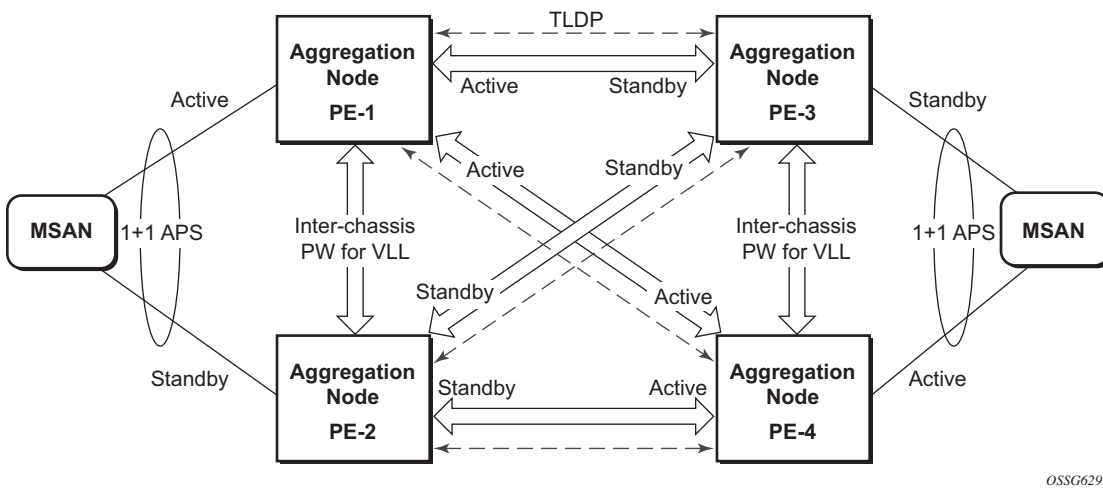 TLDP
Aggregation
Node
PE-1
Aggregation
Node
PE-3
Active
Standby
Active
Standby
Active
Standby
MSAN
1+1 APS
Inter-chassis
PW for VLL
Inter-chassis
PW for VLL
1+1 APS
MSAN
Standby
Active
Standby
Active
Aggregation
Node
PE-2
Standby
Active
Aggregation
Node
PE-4
Active
OSSG629